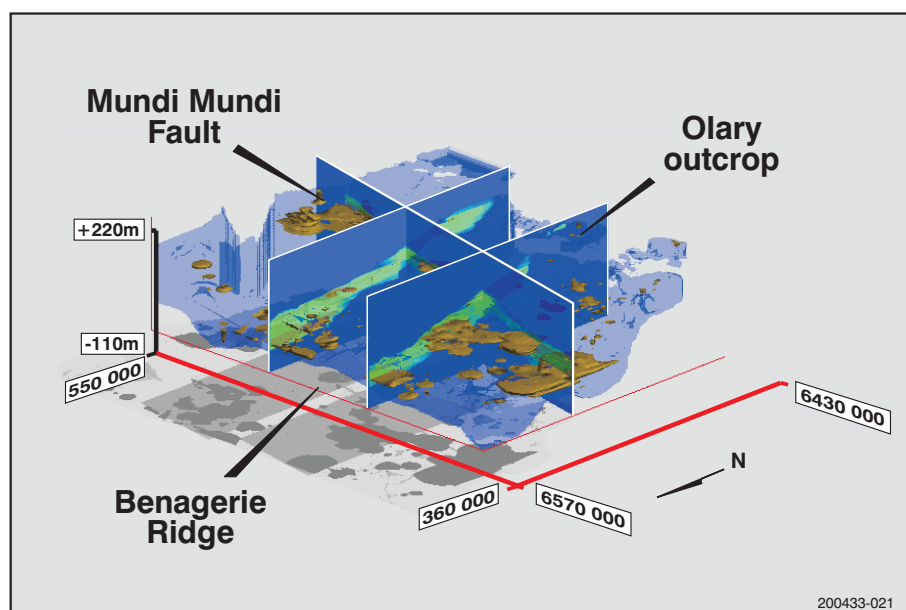 Mundi Mundi
Fault
Olary
outcrop
+220m
-110m
550 000
6430 000
N
Benagerie
Ridge
360 000
6570 000
200433-021